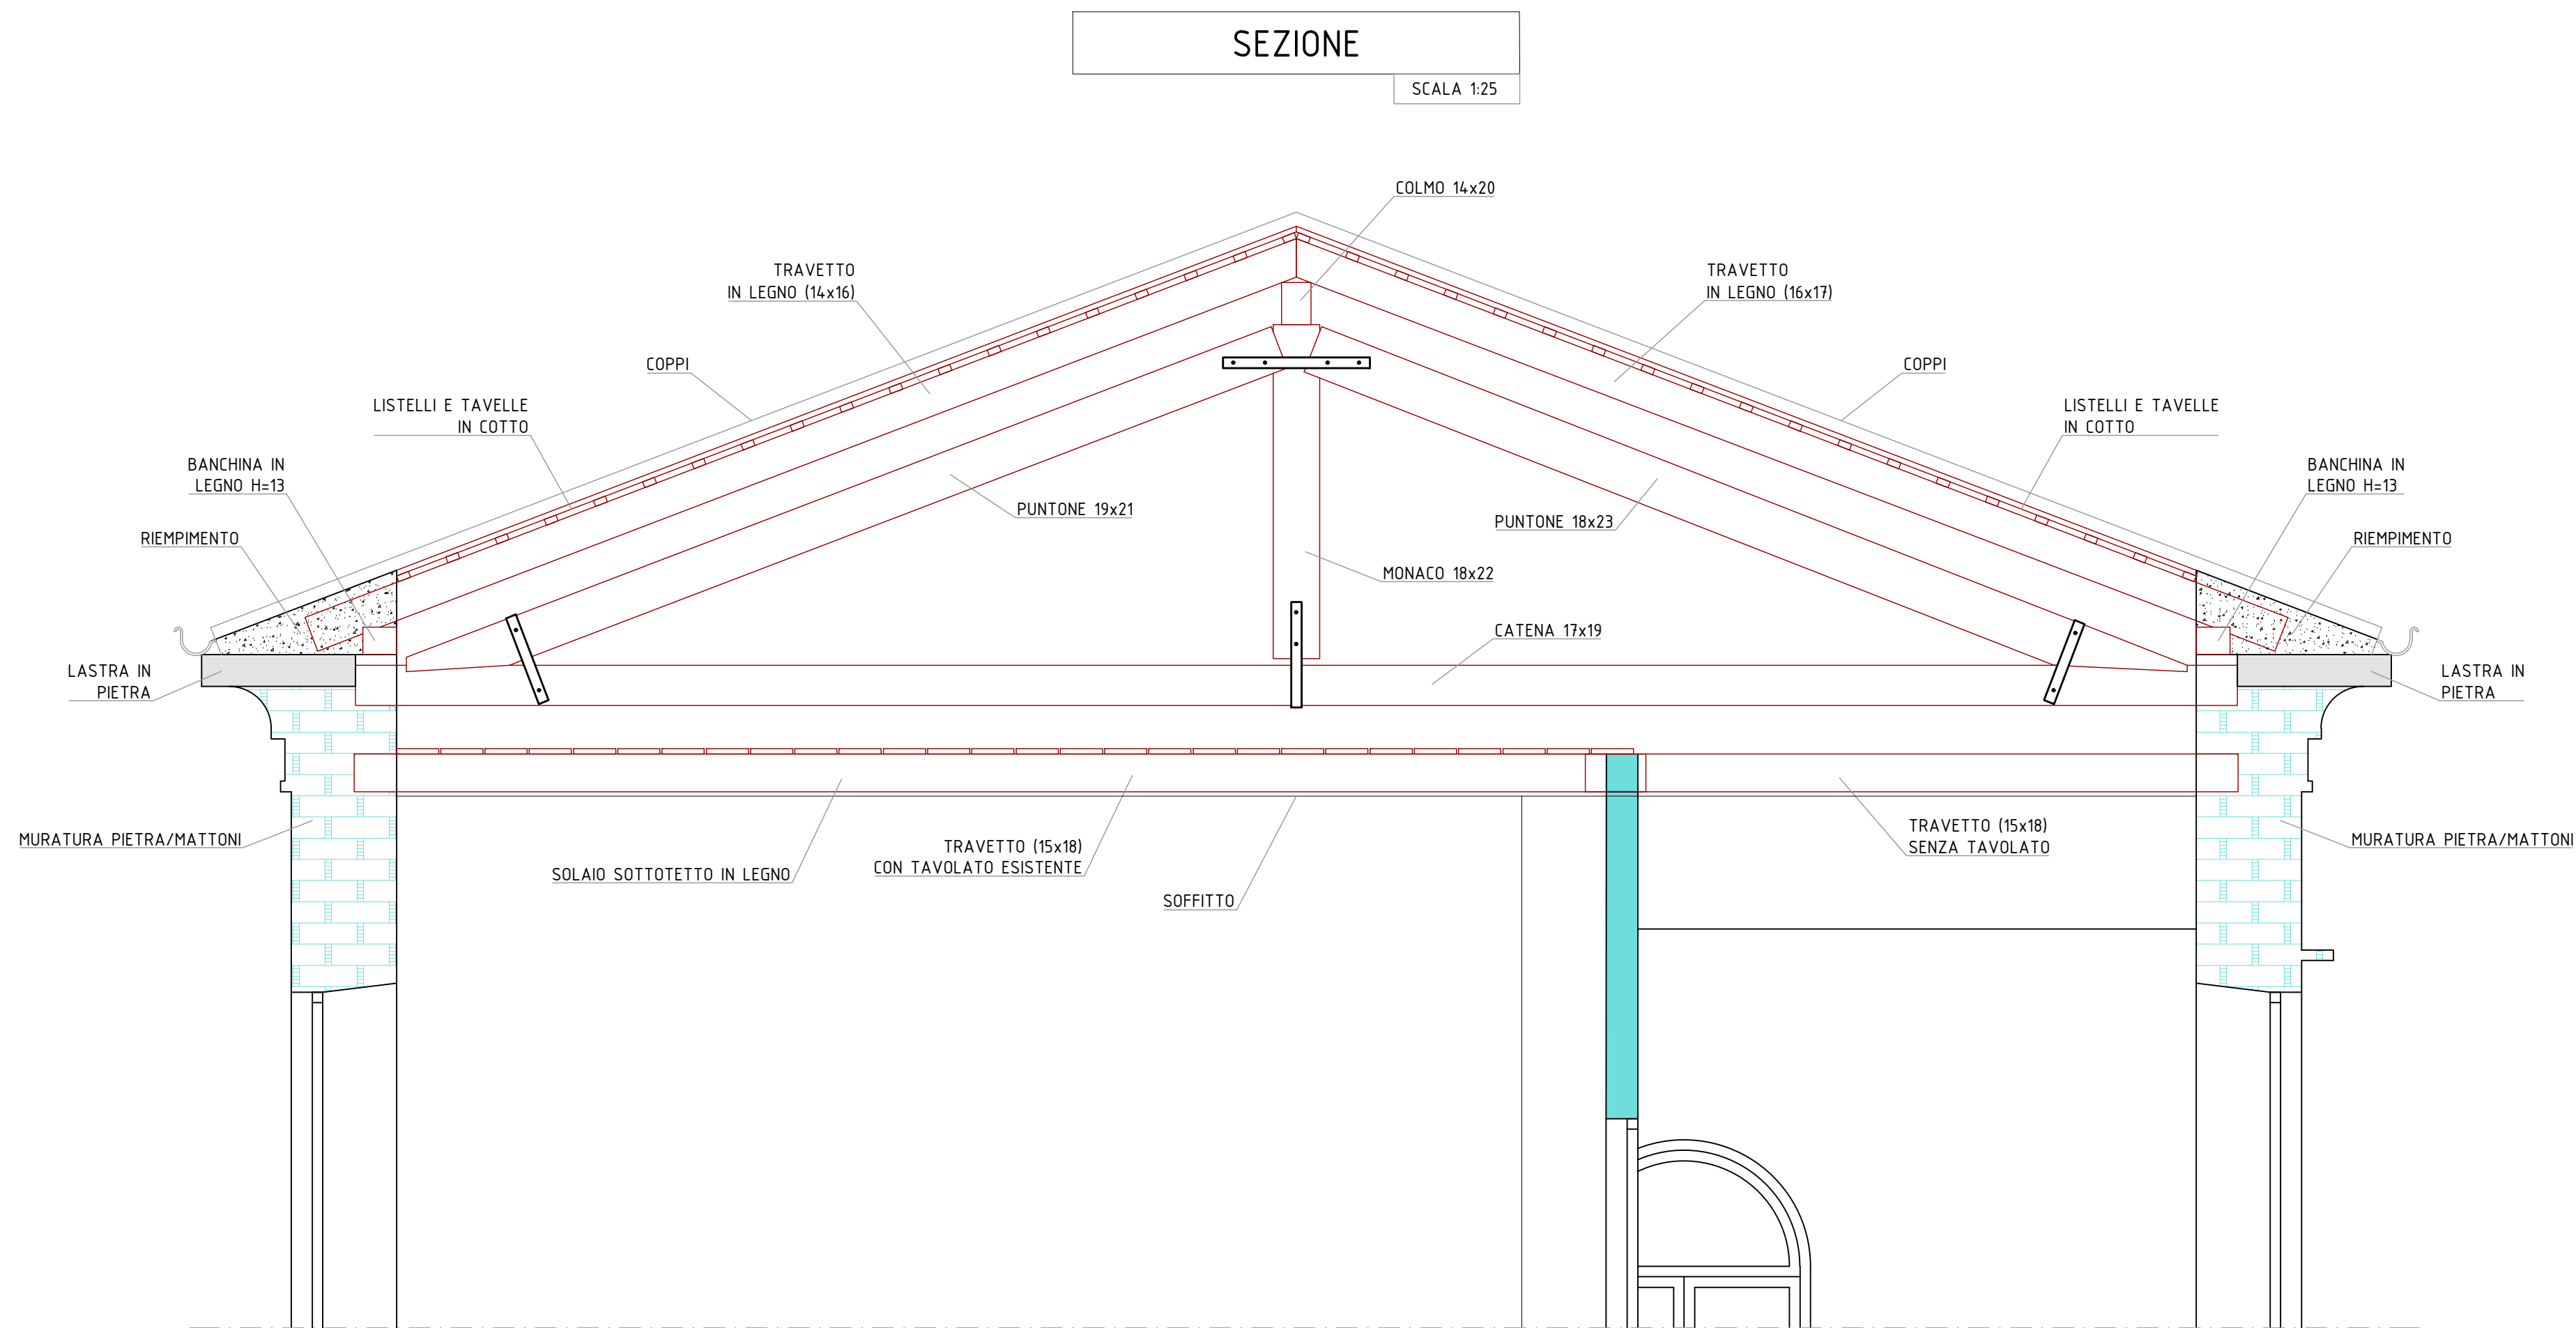 SEZIONE
SCALA 1:25
COLMO 14x20
TRAVETTO
IN LEGNO (14x16)
TRAVETTO
IN LEGNO (16x17)
COPPI
COPPI
LISTELLI E TAVELLE
IN COTTO
LISTELLI E TAVELLE
IN COTTO
BANCHINA IN
LEGNO H=13
BANCHINA IN
LEGNO H=13
PUNTONE 19x21
PUNTONE 18x23
RIEMPIMENTO
RIEMPIMENTO
MONACO 18x22
CATENA 17x19
LASTRA IN
PIETRA
LASTRA IN
PIETRA
MURATURA PIETRA/MATTONI
TRAVETTO (15x18)
SENZA TAVOLATO
MURATURA PIETRA/MATTONI
TRAVETTO (15x18)
CON TAVOLATO ESISTENTE
SOLAIO SOTTOTETTO IN LEGNO
SOFFITTO